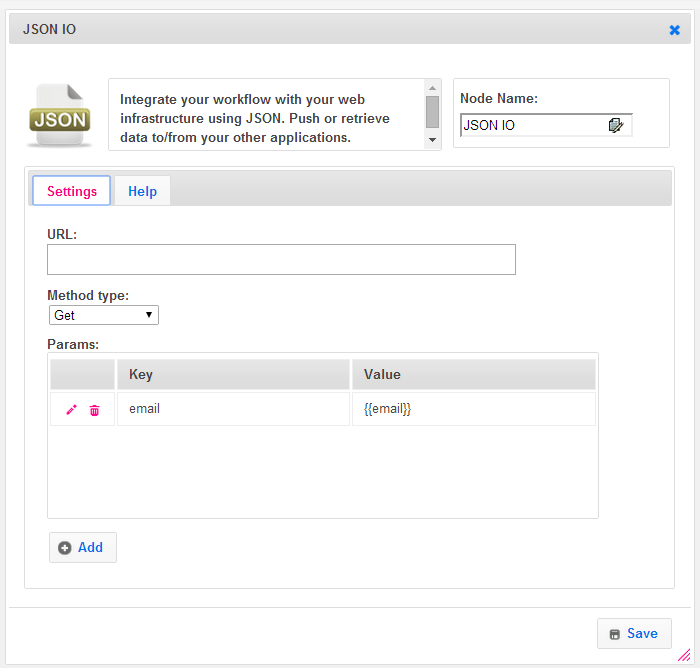 JSON IO
JSON
Integrate your workflow with your web
infrastructure using JSON. Push or retrieve
data to/from your other applications.
Node Name:
JSON IO
Settings
Help
URL:
Method type:
Get
Params:
Key Value
email {{email}}
Add
Save